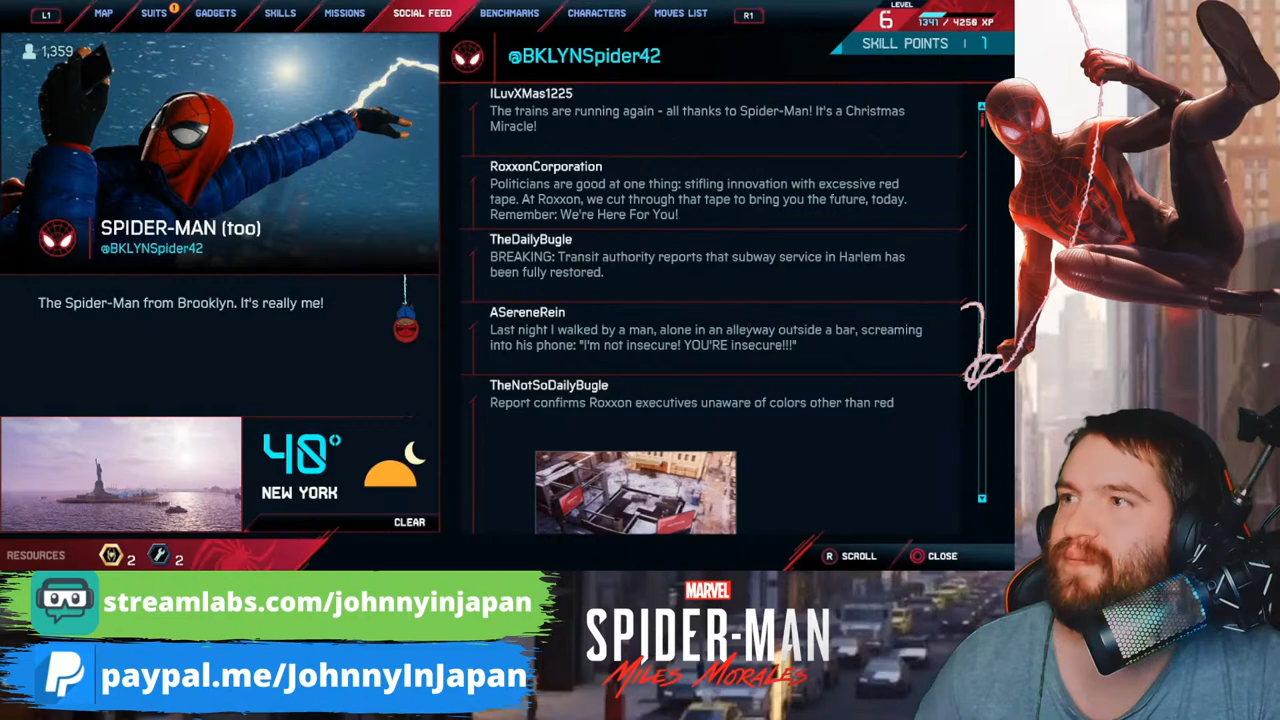 L1
MAP
SUITS
!
GADGETS
SKILLS
MISSIONS
SOCIAL FEED
BENCHMARKS
CHARACTERS
MOVES LIST
R1
LEVEL
6
1341 / 4250 XP
SKILL POINTS | 1
1,359
SPIDER-MAN (too)
@BKLYNSpider42
The Spider-Man from Brooklyn. It's really me!
40°
NEW YORK
CLEAR
@BKLYNSpider42
ILuvXMas1225
The trains are running again - all thanks to Spider-Man! It's a Christmas
Miracle!
RoxxonCorporation
Politicians are good at one thing: stifling innovation with excessive red
tape. At Roxxon, we cut through that tape to bring you the future, today.
Remember: We're Here For You!
TheDailyBugle
BREAKING: Transit authority reports that subway service in Harlem has
been fully restored.
ASereneRein
Last night I walked by a man, alone in an alleyway outside a bar, screaming
into his phone: "I'm not insecure! YOU'RE insecure!!!"
TheNotSoDailyBugle
Report confirms Roxxon executives unaware of colors other than red
RESOURCES
2
2
R SCROLL
CLOSE
streamlabs.com/johnnyinjapan
paypal.me/JohnnyInJapan
MARVEL
SPIDER-MAN
Miles Morales